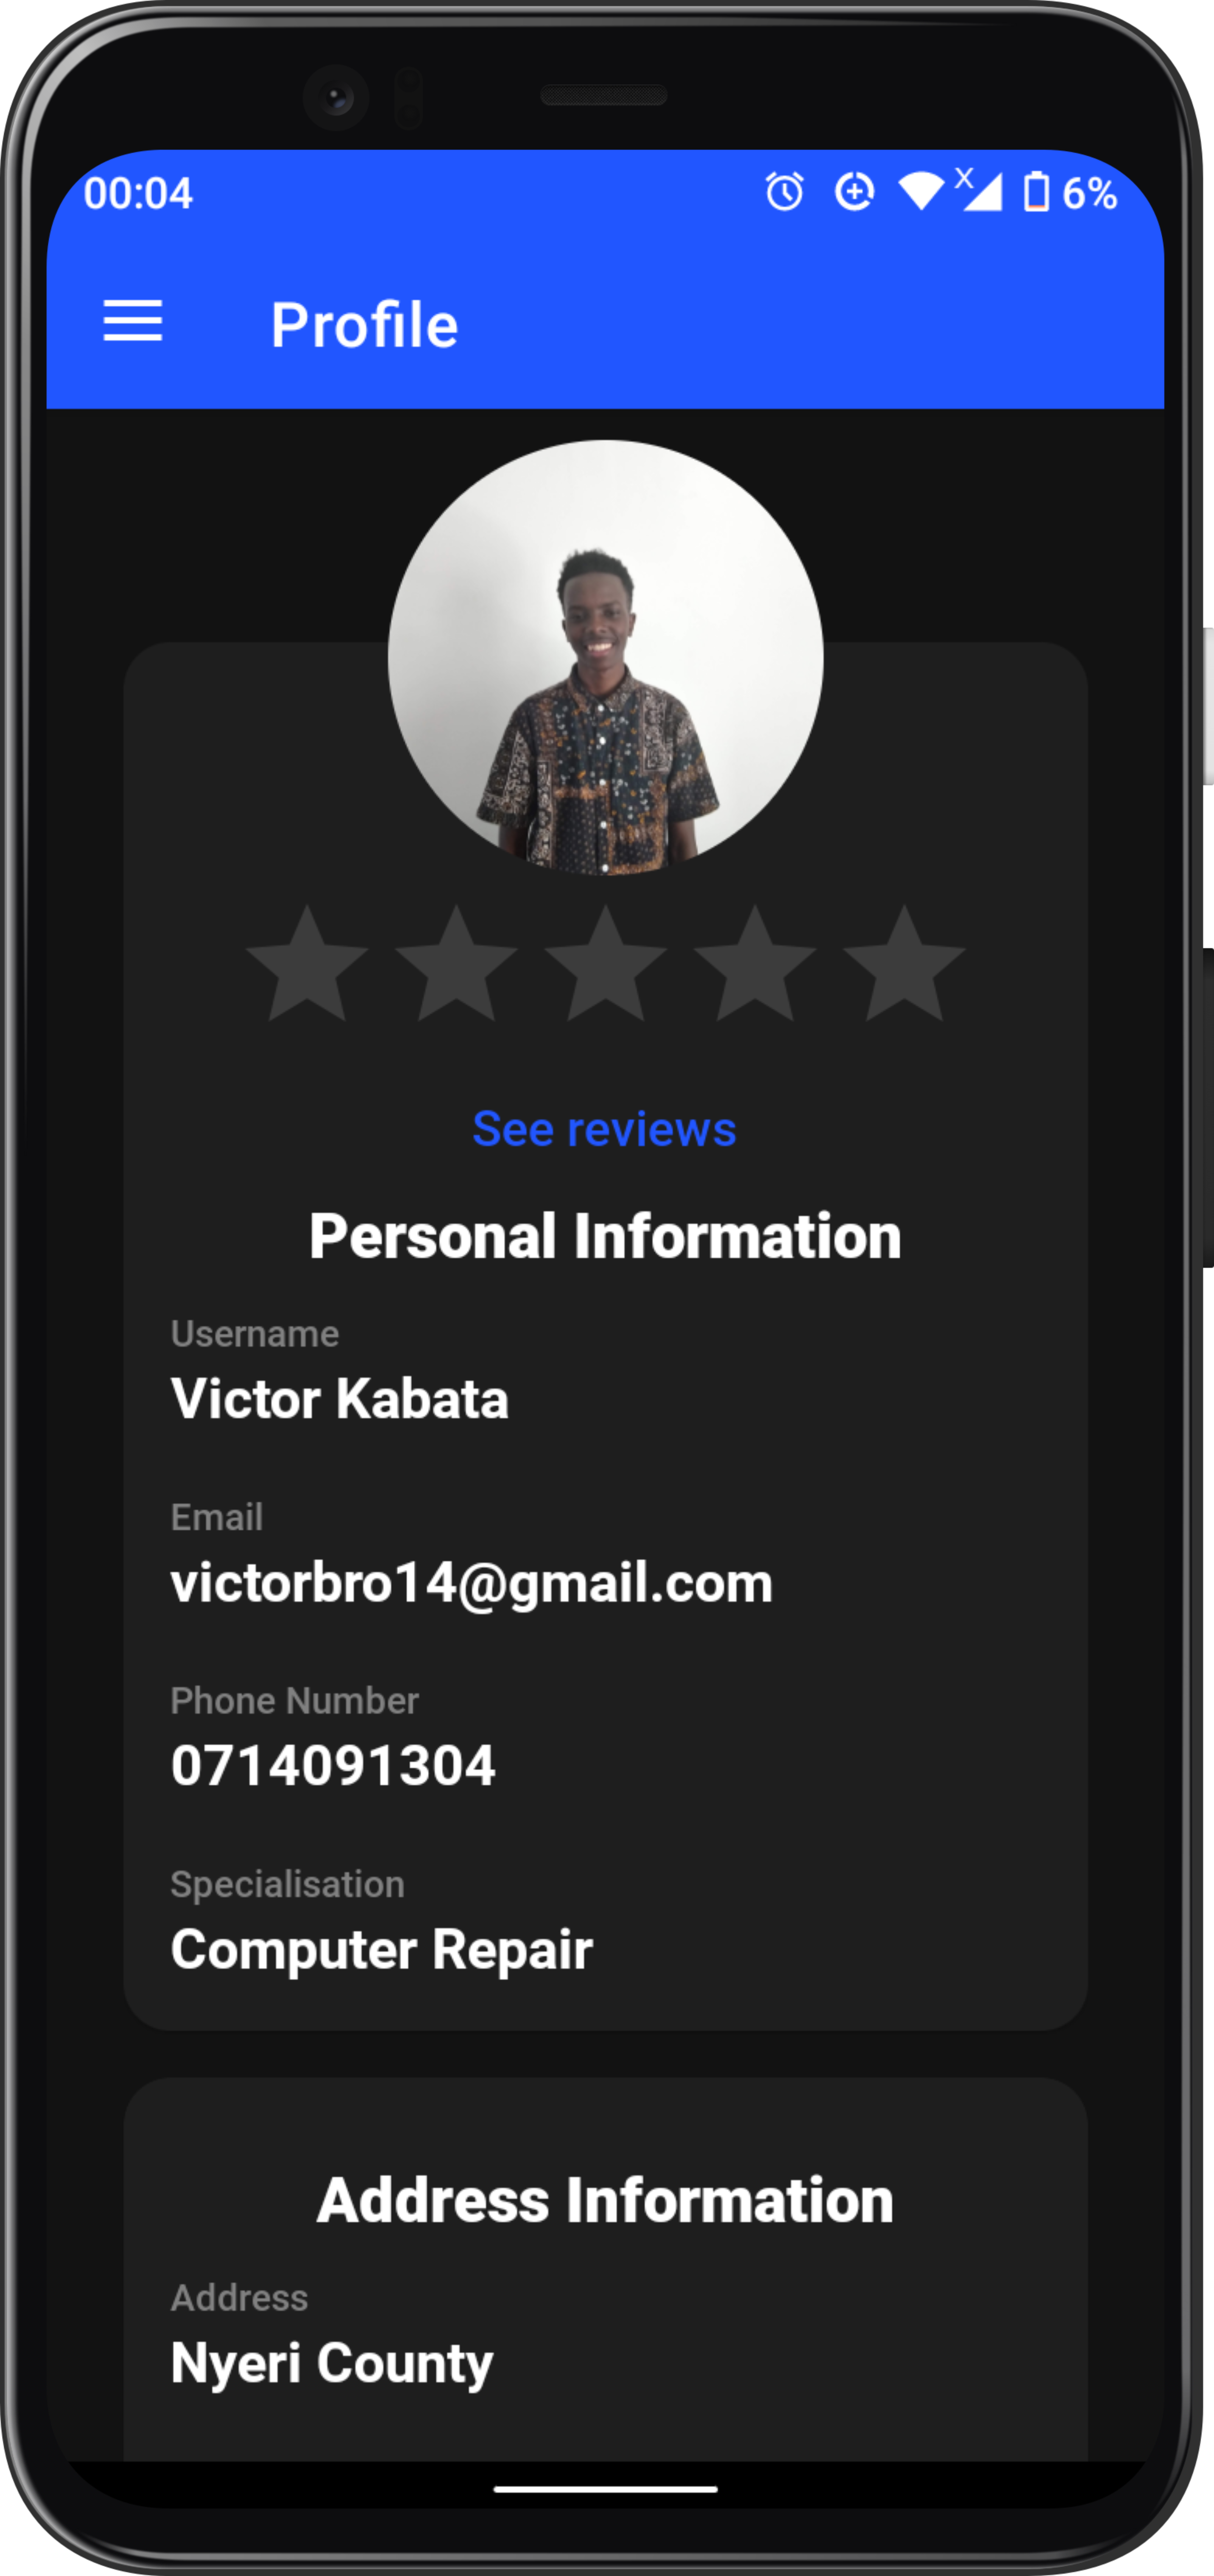 00:04
X
6%
Profile
See reviews
Personal Information
Username
Victor Kabata
Email
victorbro14@gmail.com
Phone Number
0714091304
Specialisation
Computer Repair
Address Information
Address
Nyeri County